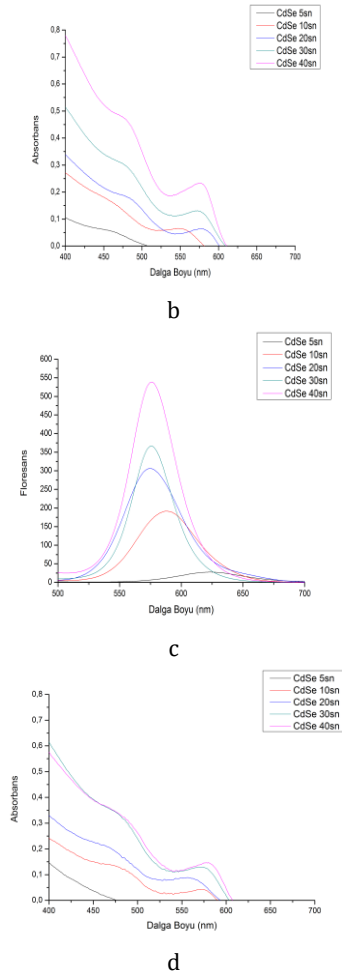 CdSe 5sn
CdSe 10sn
CdSe 20sn
CdSe 30sn
CdSe 40sn
0,8
0,7
0,6
0,5
0,4
0,3
0,2
0,1
0,0
Absorbans
400 450 500 550 600 650 700
Dalga Boyu (nm)
b
CdSe 5sn
CdSe 10sn
CdSe 20sn
CdSe 30sn
CdSe 40sn
600
550
500
450
400
350
300
250
200
150
100
50
0
Floresans
500 550 600 650 700
Dalga Boyu (nm)
c
CdSe 5sn
CdSe 10sn
CdSe 20sn
CdSe 30sn
CdSe 40sn
0,8
0,7
0,6
0,5
0,4
0,3
0,2
0,1
0,0
Absorbans
400 450 500 550 600 650 700
Dalga Boyu (nm)
d